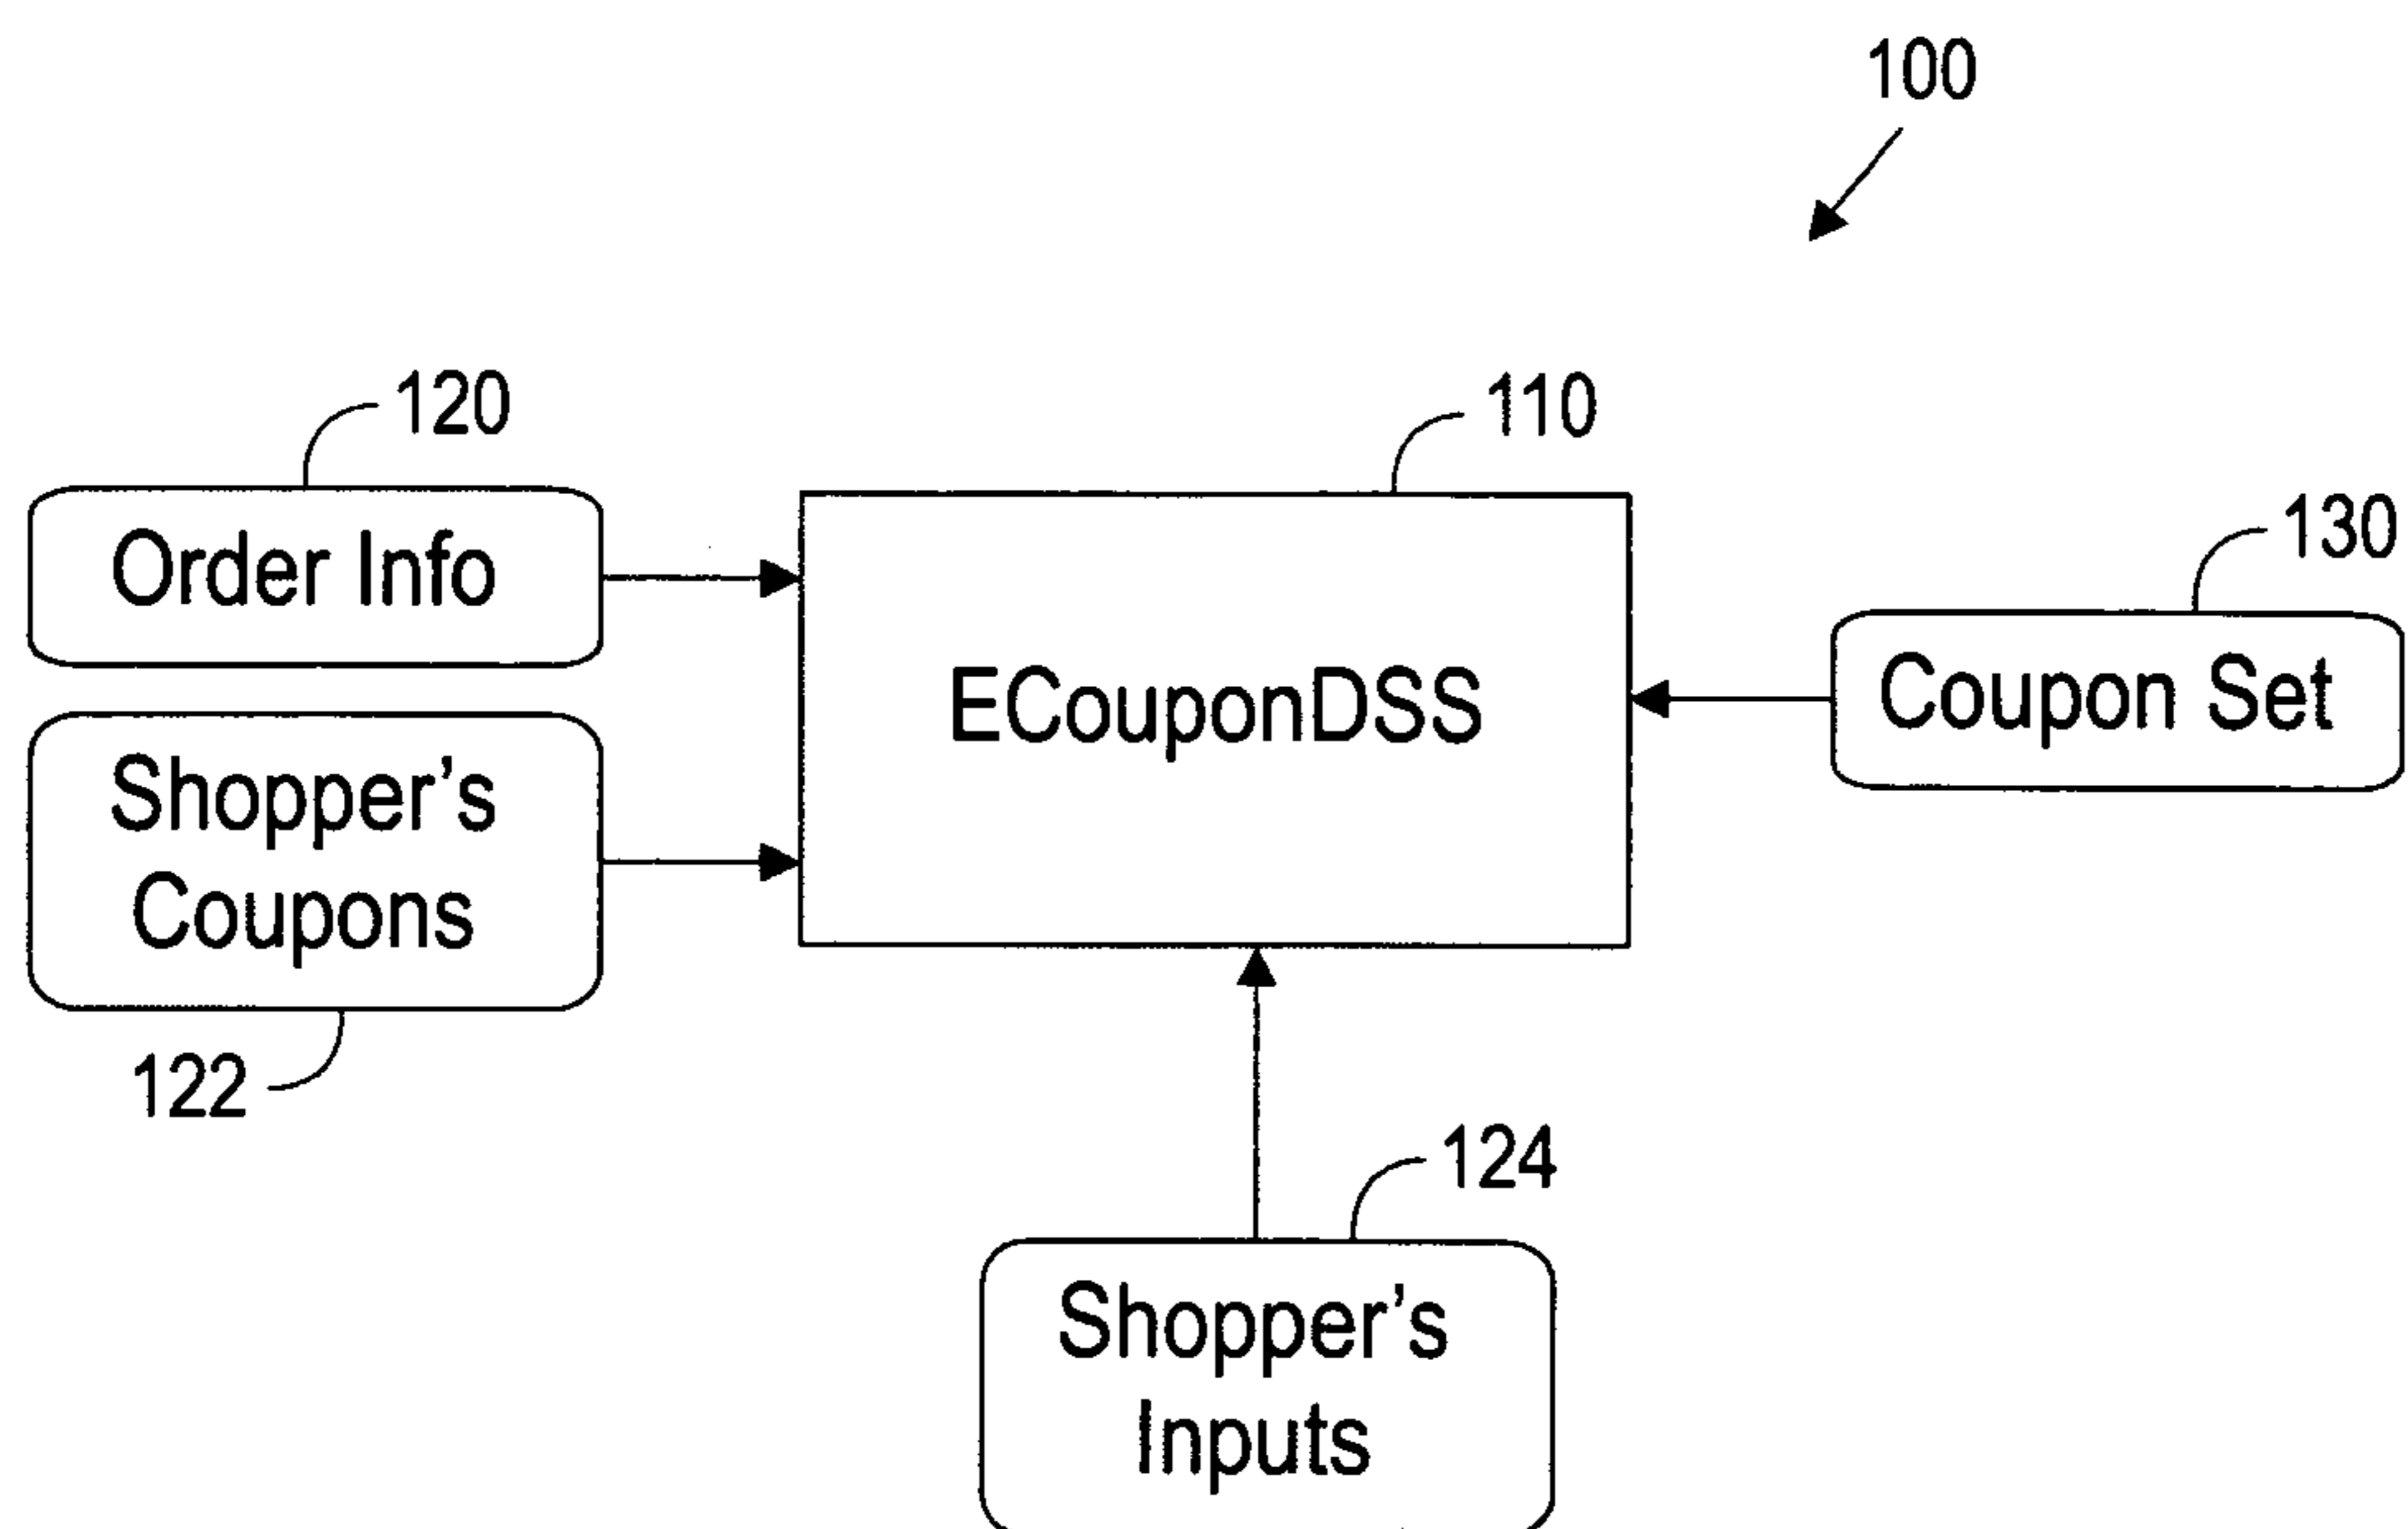 100
120
110
130
Order Info
ECouponDSS
Coupon Set
Shopper’s
Coupons
122
124
Shopper’s
Inputs